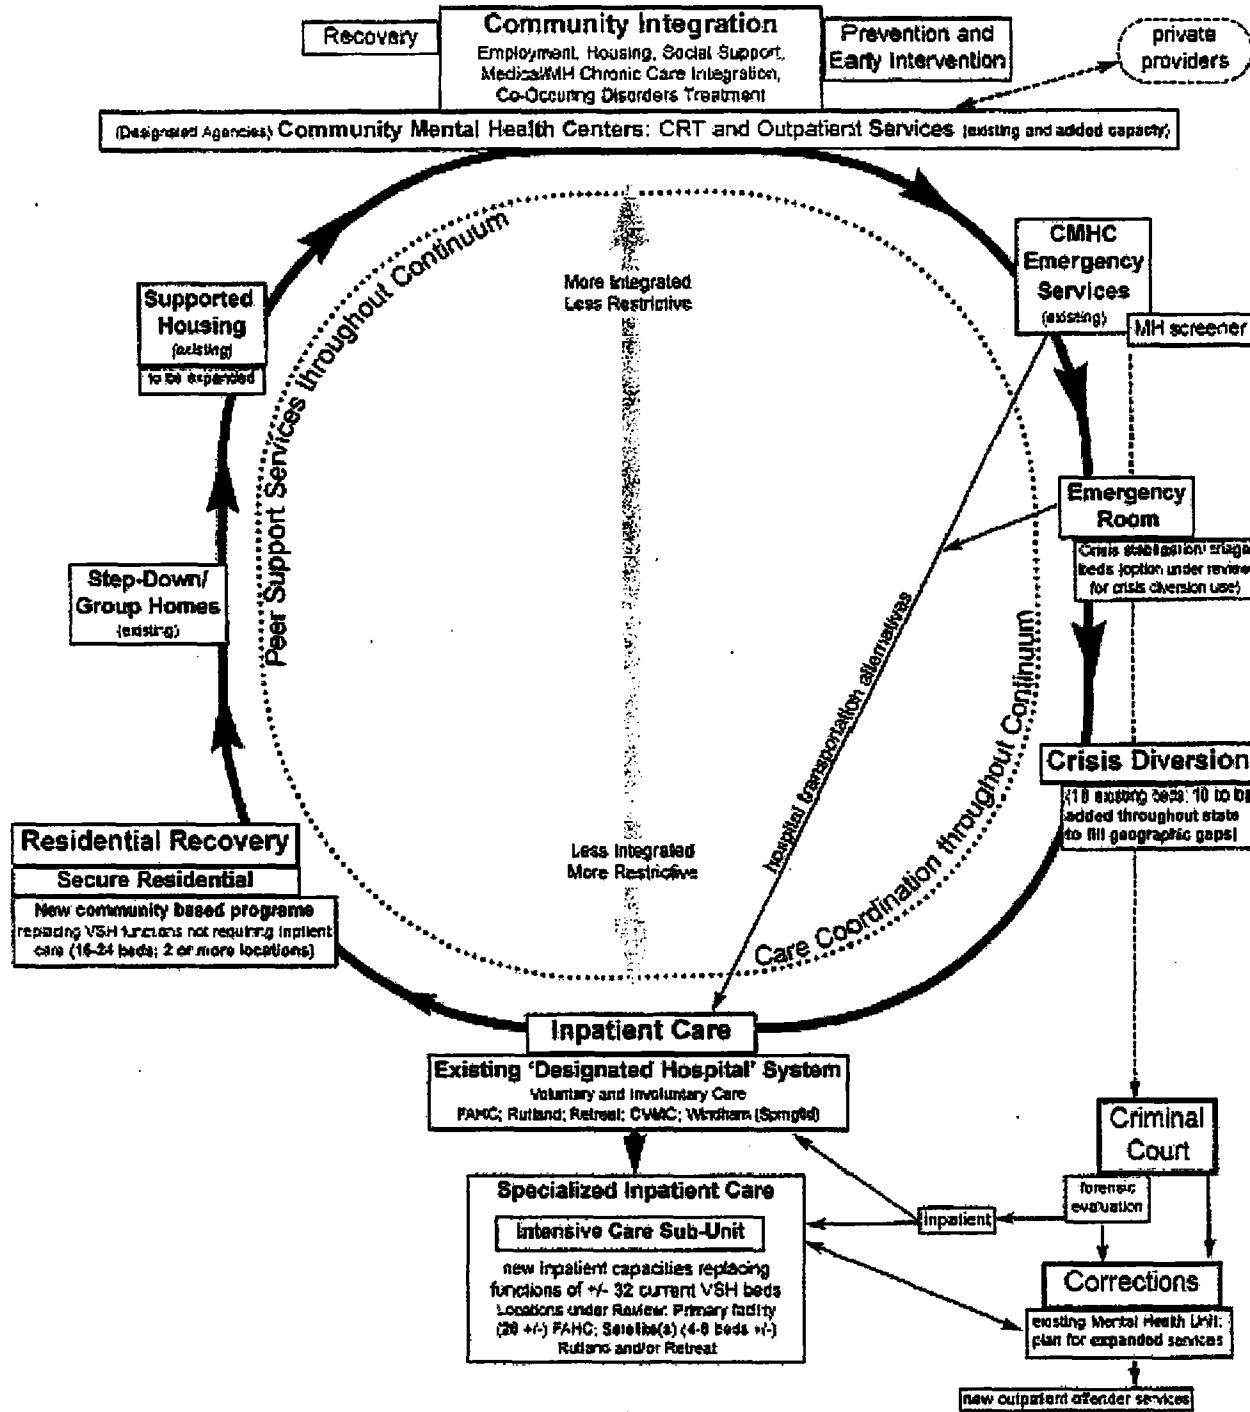 Recovery
Community Integration
Employment, Housing, Social Support,
Medical/MH Chronic Care Integration,
Co-Occuring Disorders Treatment
Prevention and
Early Intervention
private
providers
(Designated Agencies) Community Mental Health Centers: CRT and Outpatient Services (existing and added capacity)
CMHC
Emergency
Services
(existing)
MH screener
Peer Support Services throughout Continuum
More Integrated
Less Restrictive
Supported
Housing
(existing)
to be expanded
Emergency
Room
Crisis stabilization/ triage
beds (option under review
for crisis diversion use)
Step-Down/
Group Homes
(existing)
hospital transportation alternatives
Care Coordination throughout Continuum
Crisis Diversion
existing beds; 10 to be
added throughout state
to fill geographic gaps)
Less Integrated
More Restrictive
Residential Recovery
Secure Residential
New community based programs
replacing VSH functions not requiring inptient
care (16-24 beds; 2 or more locations)
Inpatient Care
Existing 'Designated Hospital' System
Voluntary and Involuntary Care
FAHC; Rutland; Retreat; CVMC; Windham (Springfld)
Specialized Inpatient Care
Intensive Care Sub-Unit
new inpatient capacities replacing
functions of +/- 32 current VSH beds
Locations under Review: Primary facility
(28 +/-) FAHC; Satelite(s) (4-6 beds +/-)
Rutland and/or Retreat
Criminal
Court
forensic
evaluation
inpatient
Corrections
existing Mental Health Unit;
plan for expanded services
new outpatient offender services